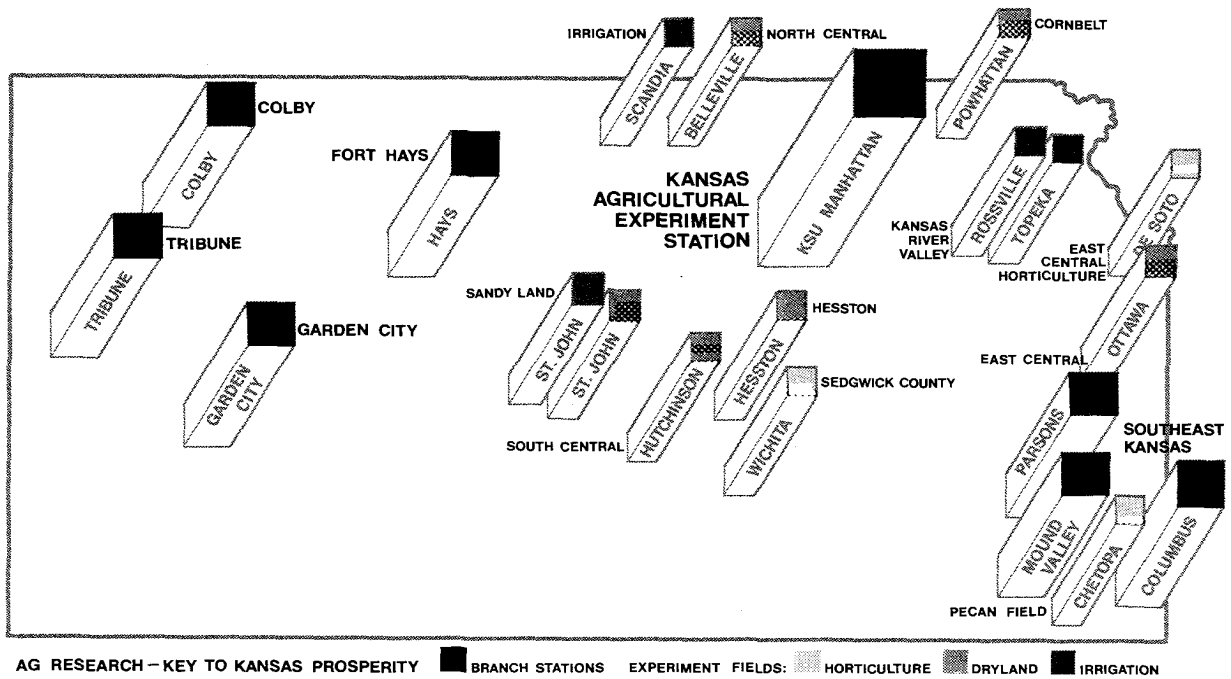 IRRIGATION
SCANDIA
NORTH CENTRAL
BELLEVILLE
CORNBELT
POWHATTAN
COLBY
COLBY
FORT HAYS
HAYS
KANSAS
AGRICULTURAL
EXPERIMENT
STATION
KSU MANHATTAN
KANSAS
RIVER
VALLEY
ROSSVILLE
TOPEKA
EAST
CENTRAL
HORTICULTURE
DE SOTO
TRIBUNE
TRIBUNE
GARDEN CITY
GARDEN
CITY
SANDY LAND
ST. JOHN
ST. JOHN
SOUTH CENTRAL
HUTCHINSON
HESSTON
HESSTON
SEDGWICK COUNTY
WICHITA
EAST CENTRAL
OTTAWA
PARSONS
SOUTHEAST
KANSAS
MOUND
VALLEY
PECAN FIELD
CHETOPA
COLUMBUS
AG RESEARCH – KEY TO KANSAS PROSPERITY BRANCH STATIONS EXPERIMENT FIELDS: HORTICULTURE DRYLAND IRRIGATION